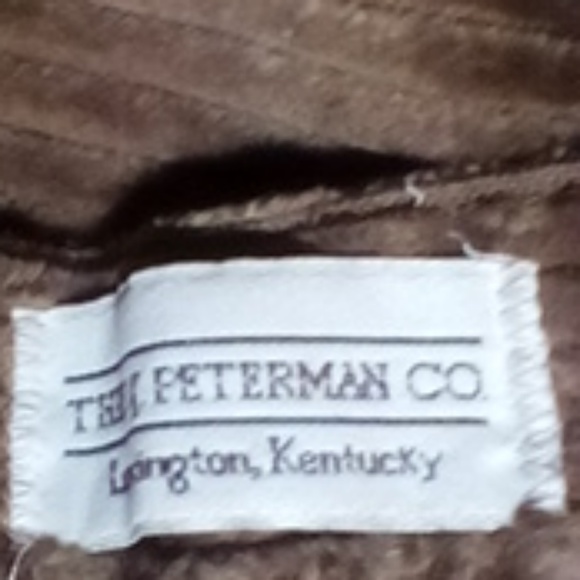 THE J. PETERMAN CO.
Lexington, Kentucky